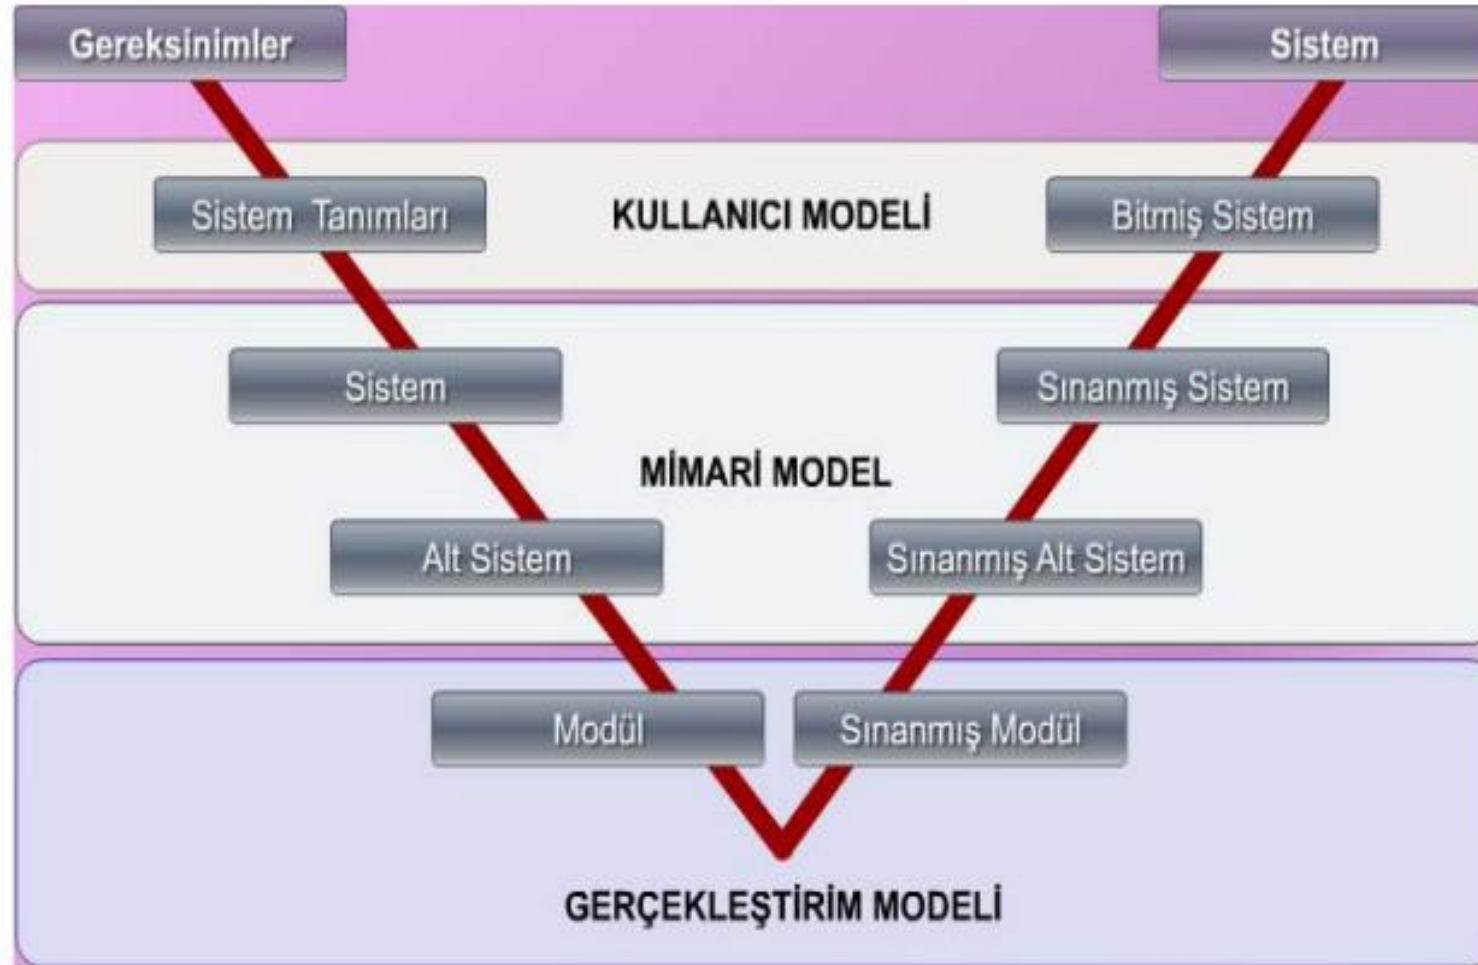 Gereksinimler
Sistem
Sistem Tanımları
KULLANICI MODELİ
Bitmiş Sistem
Sistem
Sınanmış Sistem
MİMARİ MODEL
Alt Sistem
Sınanmış Alt Sistem
Modül
Sınanmış Modül
GERÇEKLEŞTİRİM MODELİ